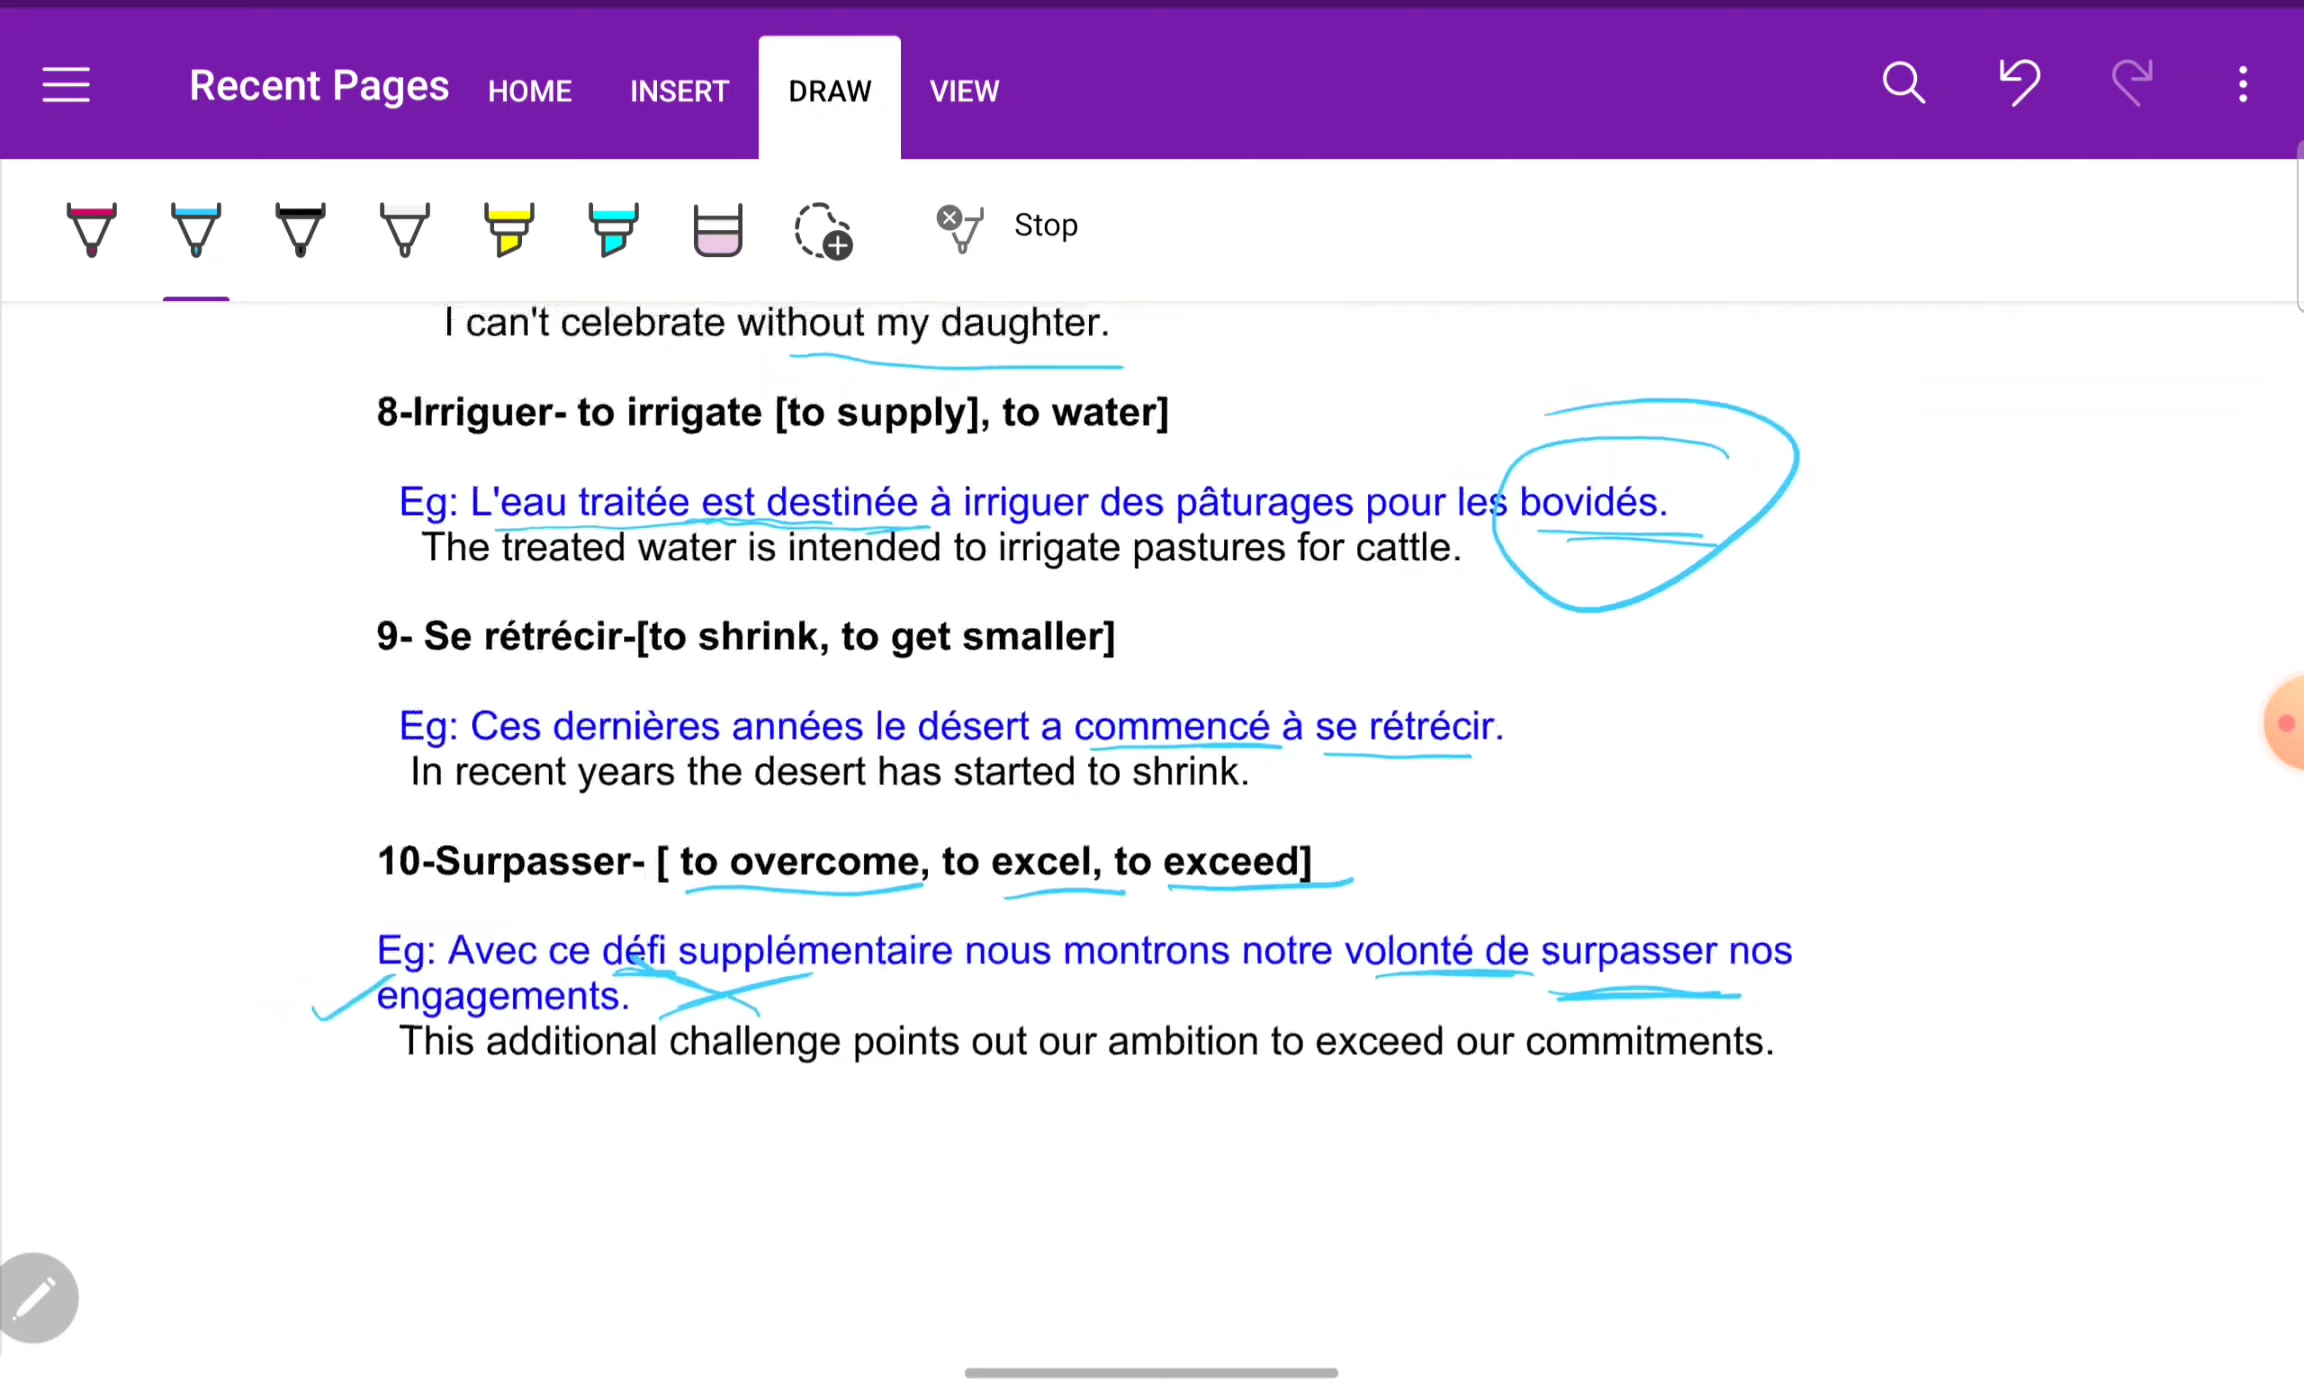 Recent Pages HOME INSERT DRAW VIEW
Stop
I can't celebrate without my daughter.
8-Irriguer- to irrigate [to supply], to water]
Eg: L'eau traitée est destinée à irriguer des pâturages pour les bovidés.
The treated water is intended to irrigate pastures for cattle.
9- Se rétrécir-[to shrink, to get smaller]
Eg: Ces dernières années le désert a commencé à se rétrécir.
In recent years the desert has started to shrink.
10-Surpasser- [ to overcome, to excel, to exceed]
Eg: Avec ce défi supplémentaire nous montrons notre volonté de surpasser nos
engagements.
This additional challenge points out our ambition to exceed our commitments.